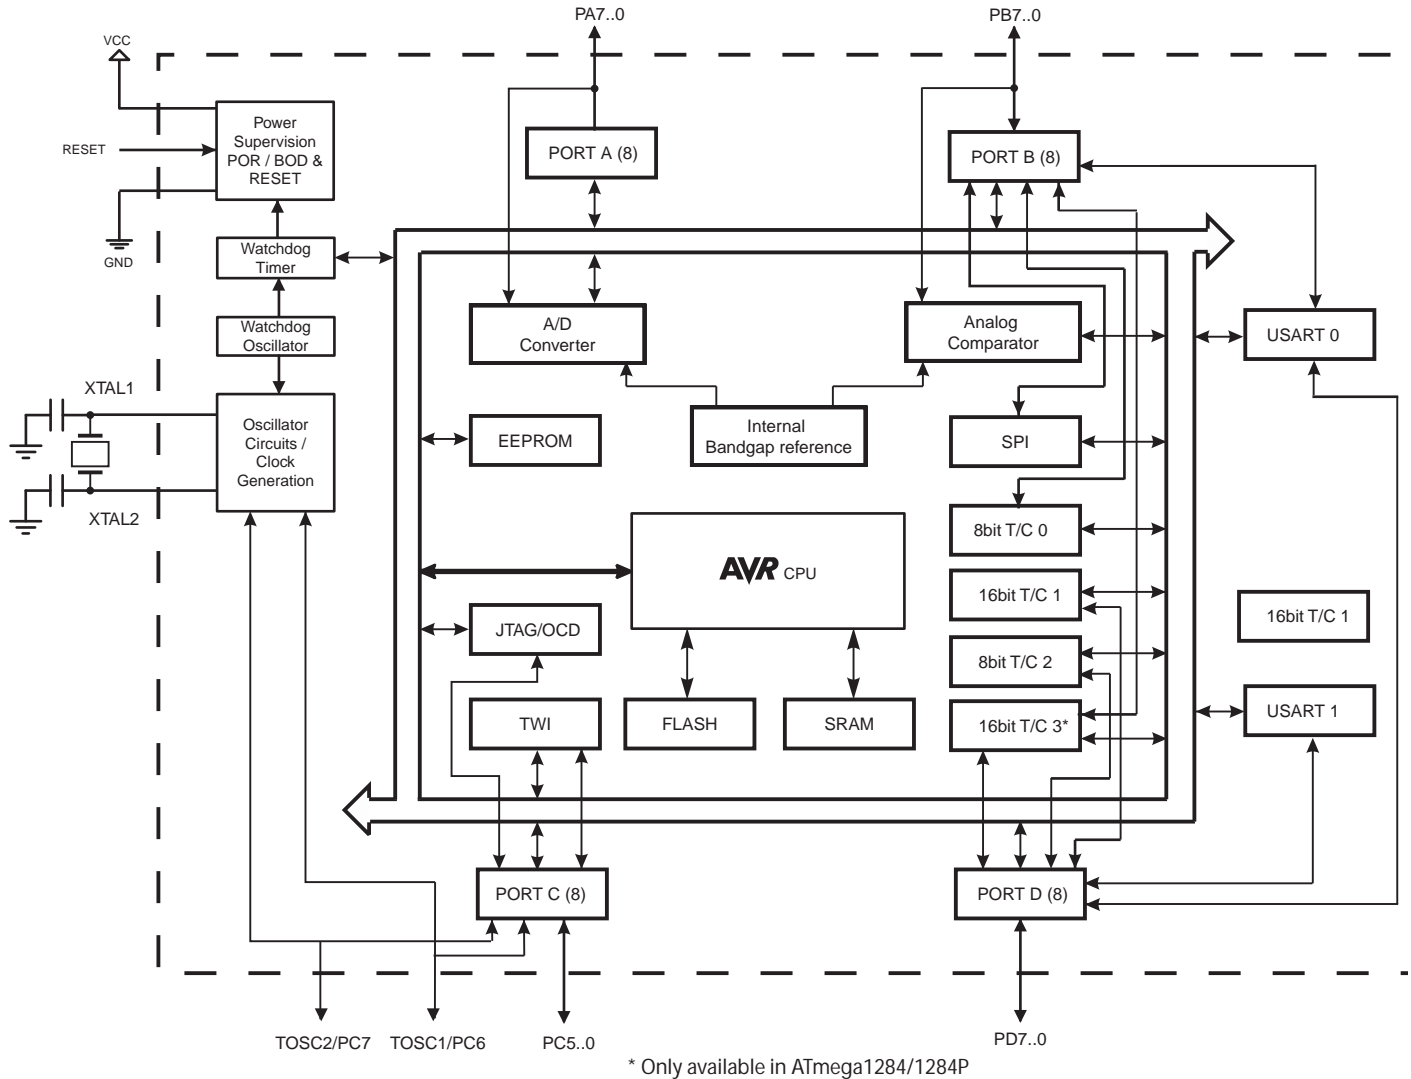 PA7..0
PB7..0
VCC
Power
Supervision
POR / BOD &
RESET
RESET
PORT A (8)
PORT B (8)
GND
Watchdog
Timer
A/D
Converter
Analog
Comparator
USART 0
Watchdog
Oscillator
XTAL1
Oscillator
Circuits /
Clock
Generation
EEPROM
Internal
Bandgap reference
SPI
XTAL2
8bit T/C 0
AVR CPU
16bit T/C 1
16bit T/C 1
JTAG/OCD
8bit T/C 2
TWI
FLASH
SRAM
16bit T/C 3*
USART 1
PORT C (8)
PORT D (8)
TOSC2/PC7
TOSC1/PC6
PC5..0
PD7..0
* Only available in ATmega1284/1284P